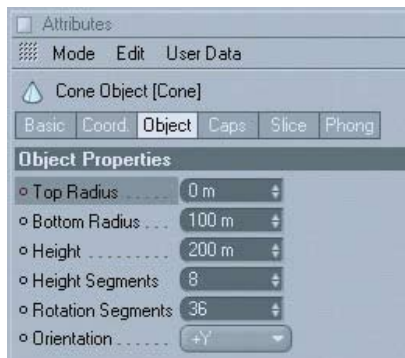 Attributes
Mode Edit User Data
Cone Object [Cone]
Basic Coord. Object Caps Slice Phong
Object Properties
Top Radius . . . . . 0 m
Bottom Radius . . . 100 m
Height . . . . . . . . . 200 m
Height Segments 8
Rotation Segments 36
Orientation . . . . . . +Y